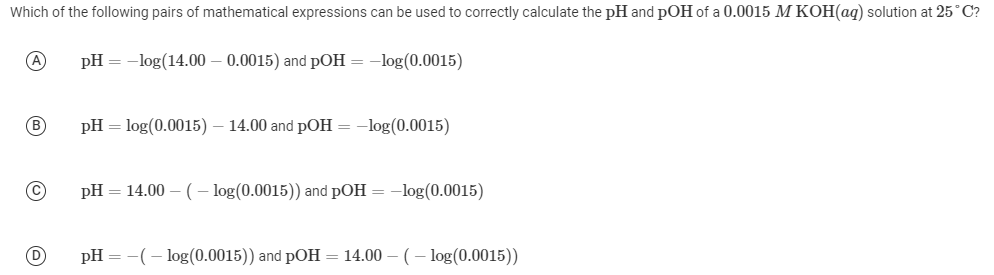 Which of the following pairs of mathematical expressions can be used to correctly calculate the pH and pOH of a 0.0015 M KOH(aq) solution at 25°C?
A pH = −log(14.00 − 0.0015) and pOH = −log(0.0015)
B pH = log(0.0015) − 14.00 and pOH = −log(0.0015)
C pH = 14.00 − ( − log(0.0015)) and pOH = −log(0.0015)
D pH = −( − log(0.0015)) and pOH = 14.00 − ( − log(0.0015))